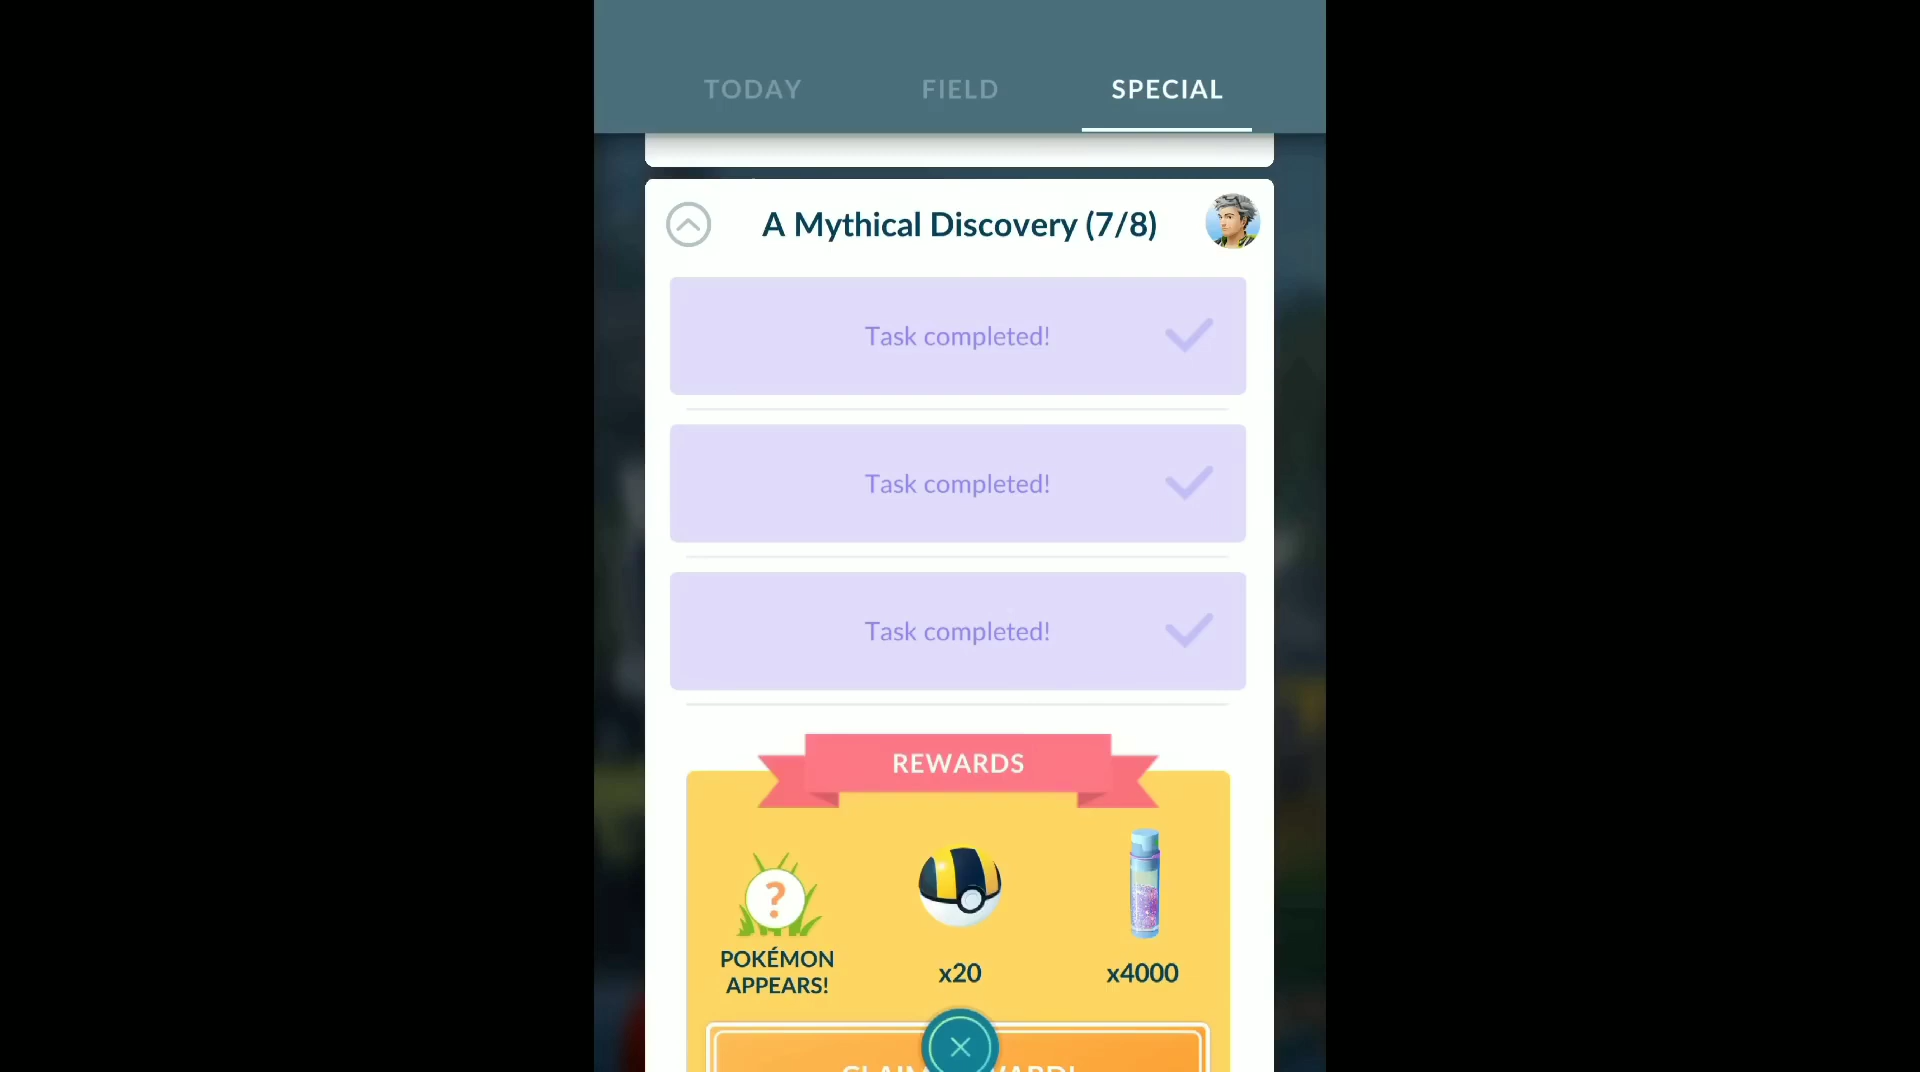 TODAY FIELD SPECIAL
A Mythical Discovery (7/8)
Task completed!
Task completed!
Task completed!
REWARDS
?
POKÉMON
APPEARS!
x20
x4000